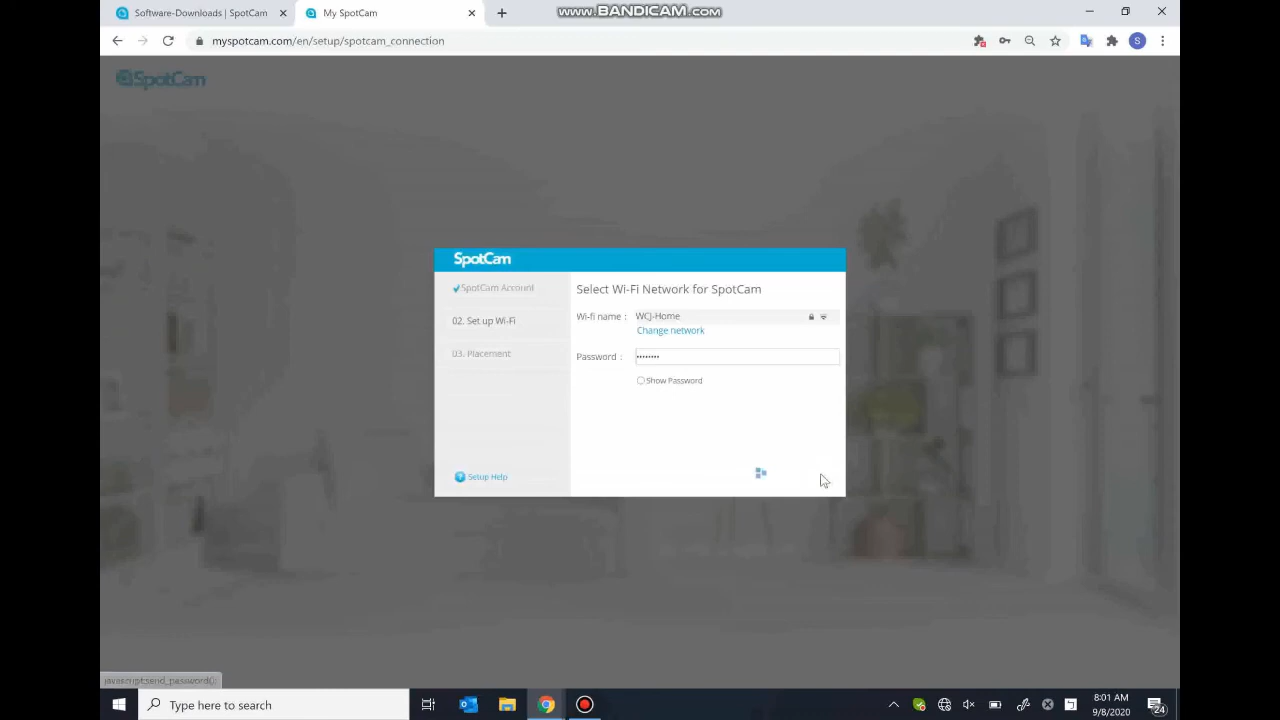 www.BANDICAM.com
Software-Downloads | SpotCam
My SpotCam
myspotcam.com/en/setup/spotcam_connection
S
SpotCam
SpotCam
SpotCam Account
02. Set up Wi-Fi
03. Placement
Setup Help
Select Wi-Fi Network for SpotCam
Wi-fi name :
WCJ-Home
Change network
Password :
••••••••
Show Password
javascript:send_password();
Type here to search
8:01 AM
9/8/2020
24